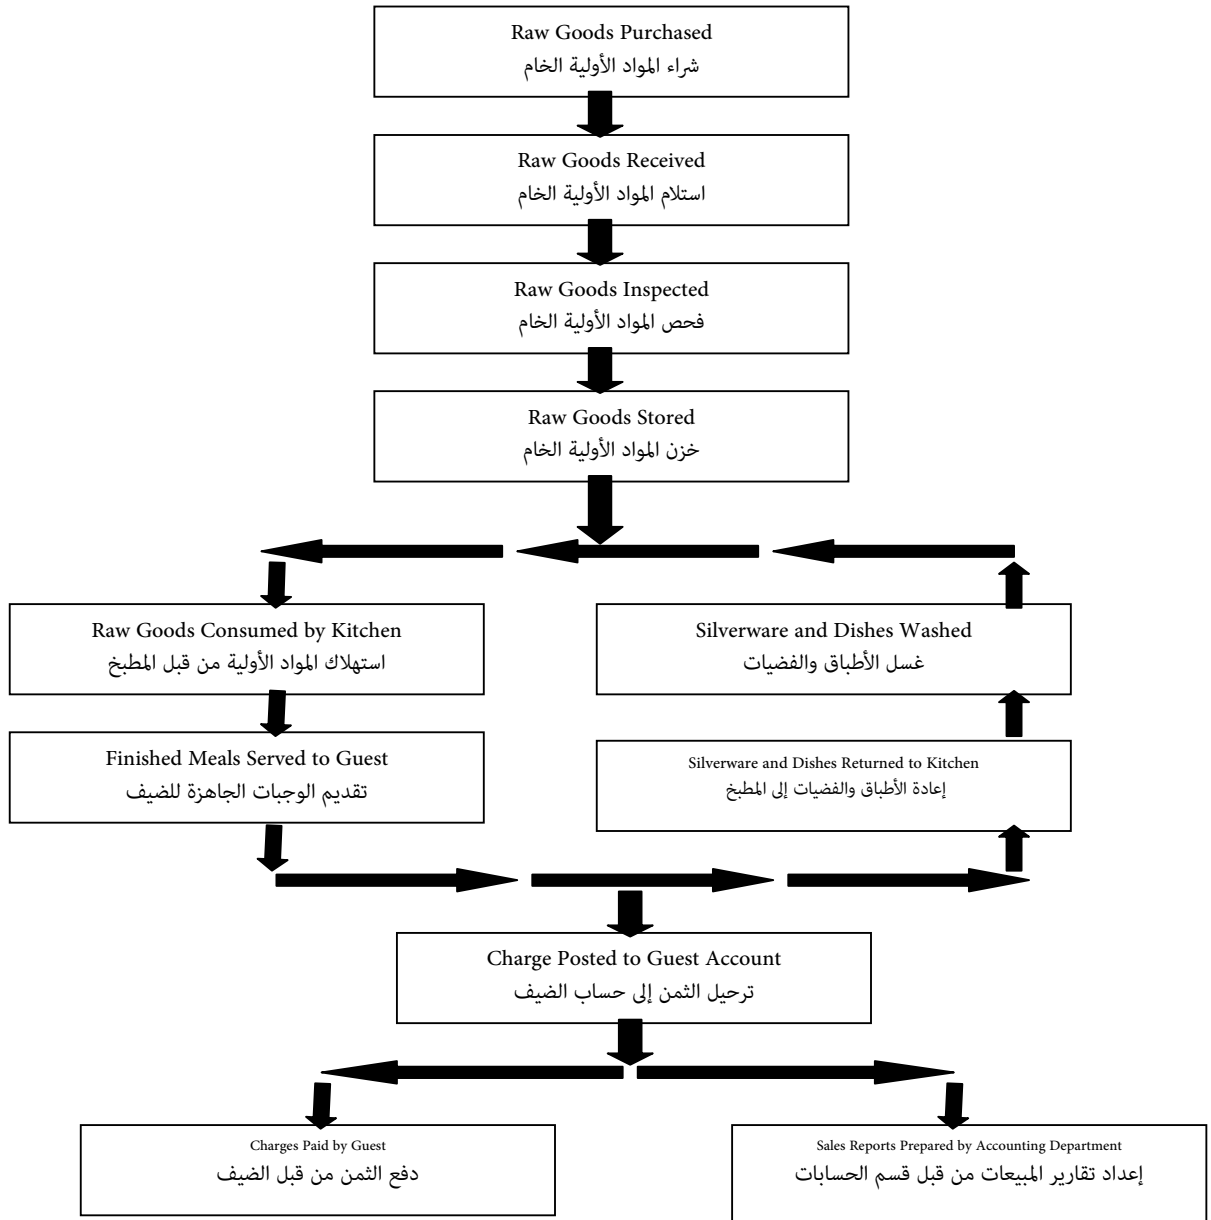 Raw Goods Purchased
شراء المواد الأولية الخام
Raw Goods Received
استلام المواد الأولية الخام
Raw Goods Inspected
فحص المواد الأولية الخام
Raw Goods Stored
خزن المواد الأولية الخام
Raw Goods Consumed by Kitchen
استهلاك المواد الأولية من قبل المطبخ
Silverware and Dishes Washed
غسل الأطباق والفضيات
Finished Meals Served to Guest
تقديم الوجبات الجاهزة للضيف
Silverware and Dishes Returned to Kitchen
إعادة الأطباق والفضيات إلى المطبخ
Charge Posted to Guest Account
ترحيل الثمن إلى حساب الضيف
Charges Paid by Guest
دفع الثمن من قبل الضيف
Sales Reports Prepared by Accounting Department
إعداد تقارير المبيعات من قبل قسم الحسابات